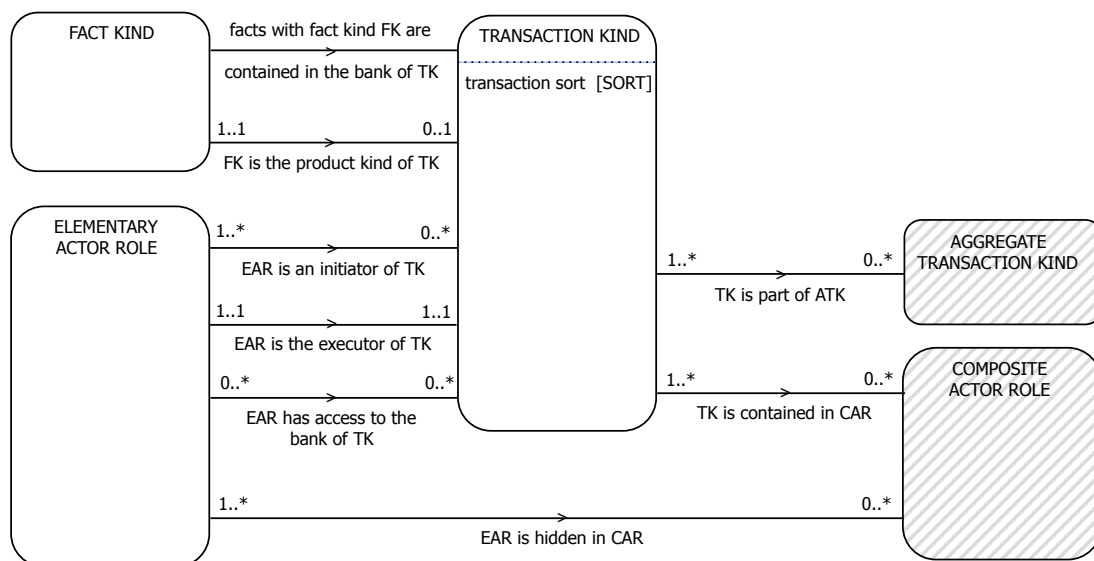 FACT KIND
facts with fact kind FK are
contained in the bank of TK
1..1
0..1
FK is the product kind of TK
TRANSACTION KIND
transaction sort [SORT]
ELEMENTARY
ACTOR ROLE
1..*
0..*
EAR is an initiator of TK
1..1
1..1
EAR is the executor of TK
0..*
0..*
EAR has access to the
bank of TK
1..*
0..*
TK is part of ATK
AGGREGATE
TRANSACTION KIND
1..*
0..*
TK is contained in CAR
COMPOSITE
ACTOR ROLE
1..*
0..*
EAR is hidden in CAR